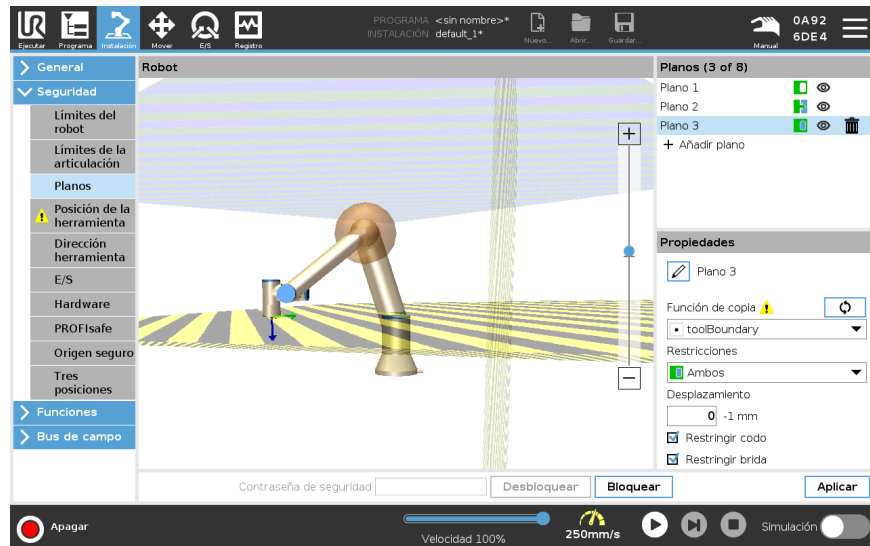 PROGRAMA <sin nombre>*
INSTALACIÓN default_1*
Ejecutar Programa Instalación Mover E/S Registro
Nuevo... Abrir... Guardar...
Manual
0A92
6DE4
General
Seguridad
Límites del
robot
Límites de la
articulación
Planos
Posición de la
herramienta
Dirección
herramienta
E/S
Hardware
PROFIsafe
Origen seguro
Tres
posiciones
Funciones
Bus de campo
Robot
Planos (3 of 8)
Plano 1
Plano 2
Plano 3
+ Añadir plano
Propiedades
Plano 3
Función de copia
toolBoundary
Restricciones
Ambos
Desplazamiento
0 -1 mm
Restringir codo
Restringir brida
Contraseña de seguridad Desbloquear Bloquear Aplicar
Apagar
Velocidad 100%
250mm/s
Simulación